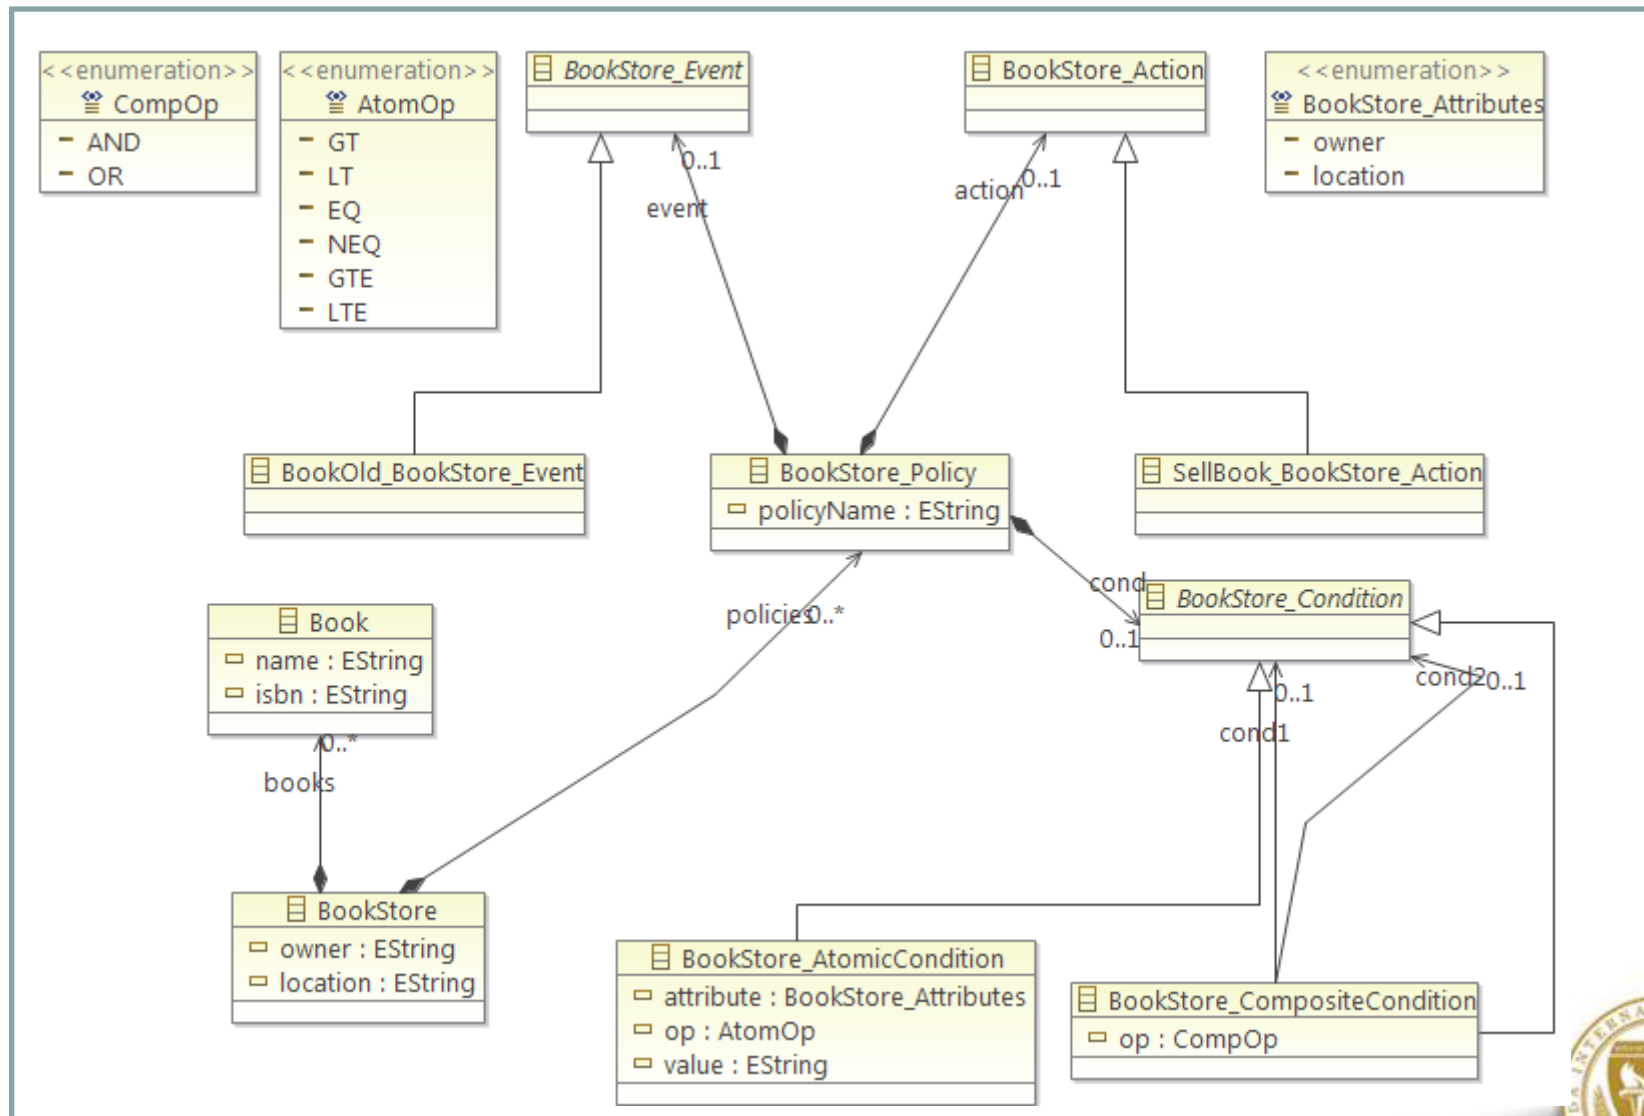 <<enumeration>>
CompOp
AND
OR
<<enumeration>>
AtomOp
GT
LT
EQ
NEQ
GTE
LTE
BookStore_Event
BookStore_Action
<<enumeration>>
BookStore_Attributes
owner
location
0..1
event
0..1
action
BookOld_BookStore_Event
BookStore_Policy
policyName : EString
SellBook_BookStore_Action
cond
0..1
BookStore_Condition
policies
0..*
Book
name : EString
isbn : EString
0..*
books
cond2
0..1
0..1
cond1
BookStore
owner : EString
location : EString
BookStore_AtomicCondition
attribute : BookStore_Attributes
op : AtomOp
value : EString
BookStore_CompositeCondition
op : CompOp